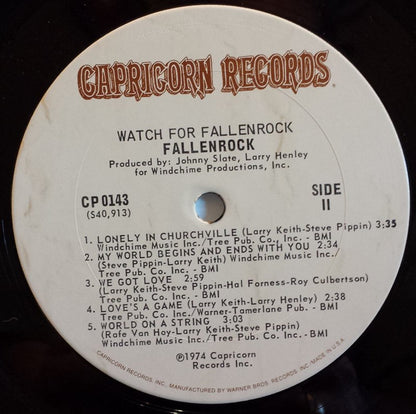 CAPRICORN RECORDS
WATCH FOR FALLENROCK
FALLENROCK
Produced by: Johnny Slate, Larry Henley
for Windchime Productions, Inc.
CP 0143
(S40,913)
SIDE
II
1. LONELY IN CHURCHVILLE (Larry Keith-Steve Pippin) 3:35
Windchime Music Inc./Tree Pub. Co., Inc. - BMI
2. MY WORLD BEGINS AND ENDS WITH YOU 2:34
(Steve Pippin-Larry Keith) Windchime Music Inc./
Tree Pub. Co., Inc. - BMI
3. WE GOT LOVE 2:59
(Larry Keith-Steve Pippin-Hal Forness-Roy Culbertson)
Tree Pub. Co. Inc. - BMI
4. LOVE'S A GAME (Larry Keith-Larry Henley) 2:38
Tree Pub. Co. Inc./Warner-Tamerlane Pub. - BMI
5. WORLD ON A STRING 3:03
(Rafe Van Hoy-Larry Keith-Steve Pippin)
Windchime Music Inc./Tree Pub. Co. Inc. - BMI
℗1974 Capricorn
Records Inc.
CAPRICORN RECORDS, INC., MANUFACTURED BY WARNER BROS. RECORDS INC. MADE IN U.S.A.